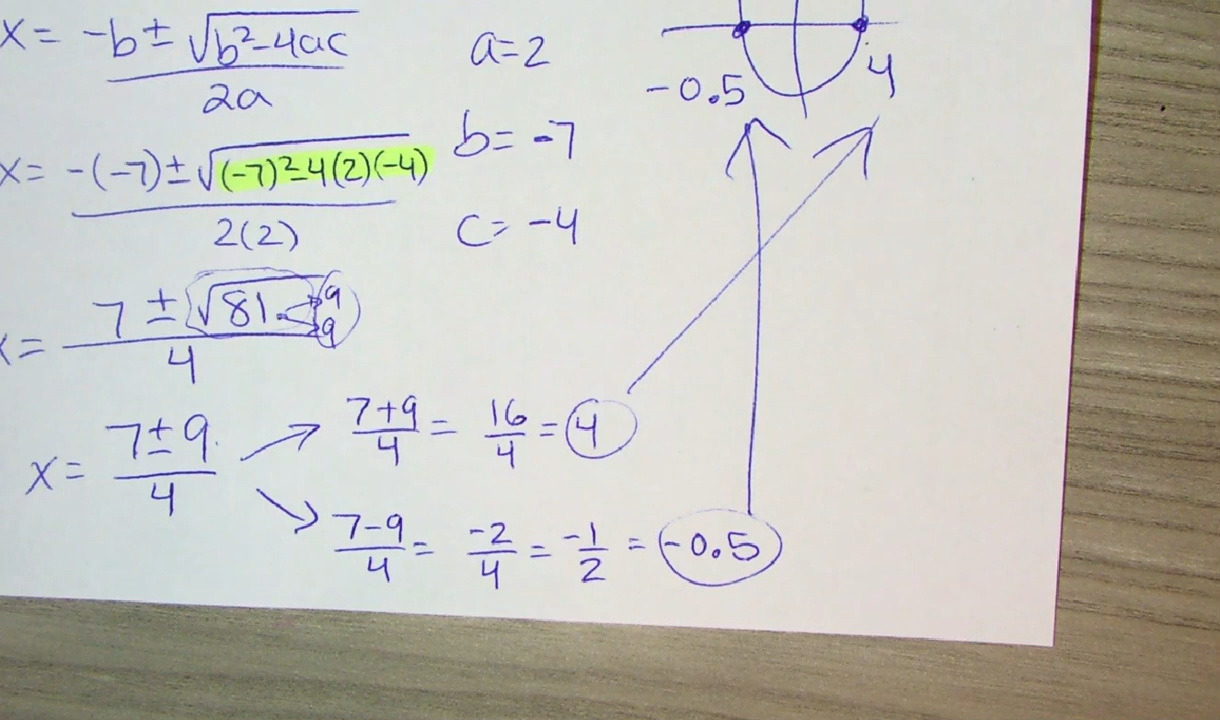 x = -b ± √b²-4ac
2a
a=2
b= -7
c= -4
-0.5
4
x= -(-7) ± √(-7)²-4(2)(-4)
2(2)
x= 7 ± √81 9
9
4
x= 7±9
4
7+9/4 = 16/4 = 4
7-9/4 = -2/4 = -1/2 = -0.5